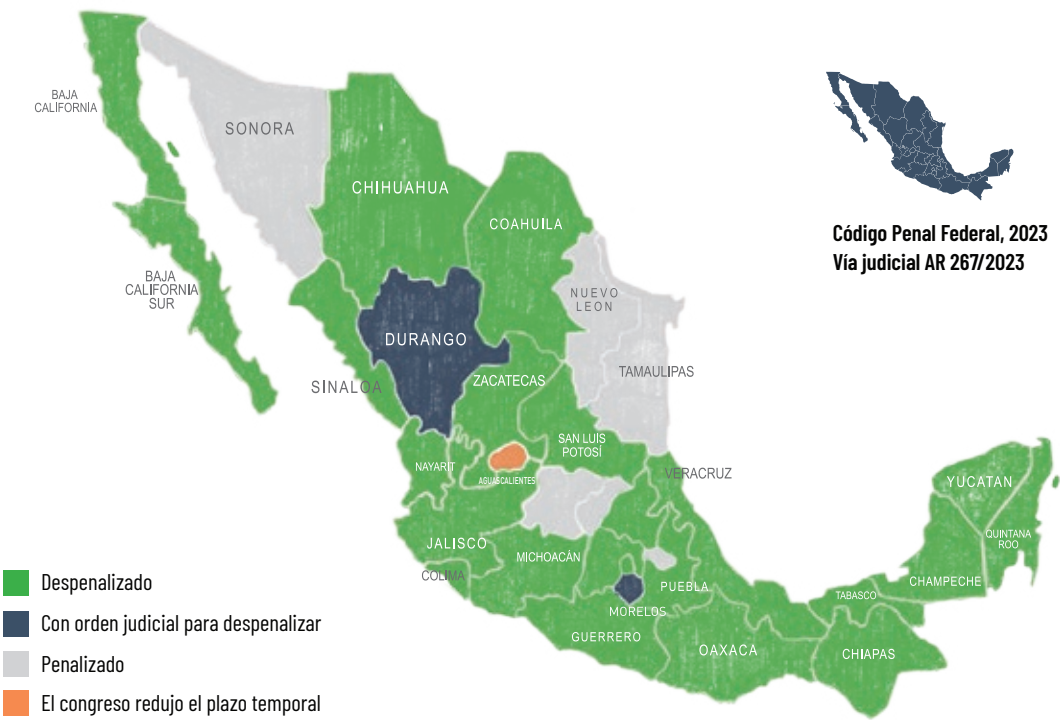 BAJA
CALIFORNIA
SONORA
CHIHUAHUA
COAHUILA
Código Penal Federal, 2023
Vía judicial AR 267/2023
BAJA
CALIFORNIA
SUR
NUEVO
LEON
DURANGO
TAMAULIPAS
SINALOA
ZACATECAS
SAN LUÍS
POTOSÍ
NAYARIT
AGUASCALIENTES
VERACRUZ
YUCATAN
QUINTANA
ROO
JALISCO
MICHOACÁN
COLIMA
PUEBLA
CHAMPECHE
TABASCO
MORELOS
GUERRERO
OAXACA
CHIAPAS
Despenalizado
Con orden judicial para despenalizar
Penalizado
El congreso redujo el plazo temporal